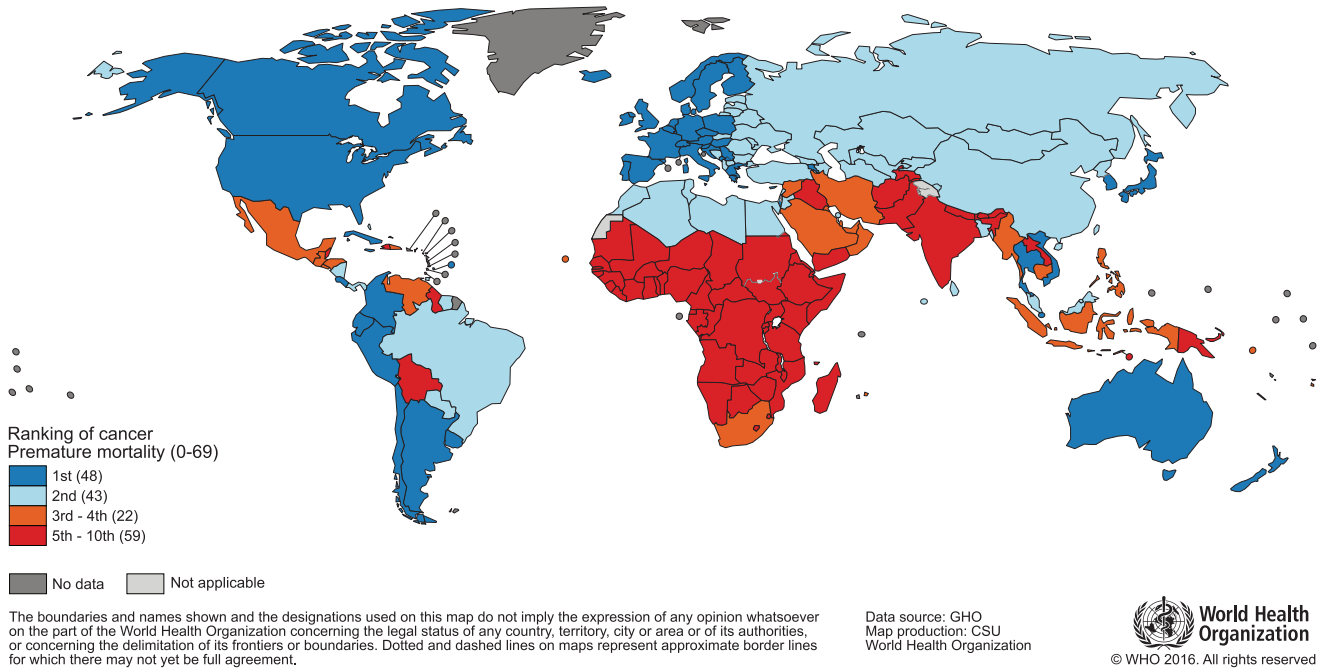 Ranking of cancer
Premature mortality (0-69)
1st (48)
2nd (43)
3rd - 4th (22)
5th - 10th (59)
No data
Not applicable
The boundaries and names shown and the designations used on this map do not imply the expression of any opinion whatsoever
on the part of the World Health Organization concerning the legal status of any country, territory, city or area or of its authorities,
or concerning the delimitation of its frontiers or boundaries. Dotted and dashed lines on maps represent approximate border lines
for which there may not yet be full agreement.
Data source: GHO
Map production: CSU
World Health Organization
World Health
Organization
© WHO 2016. All rights reserved